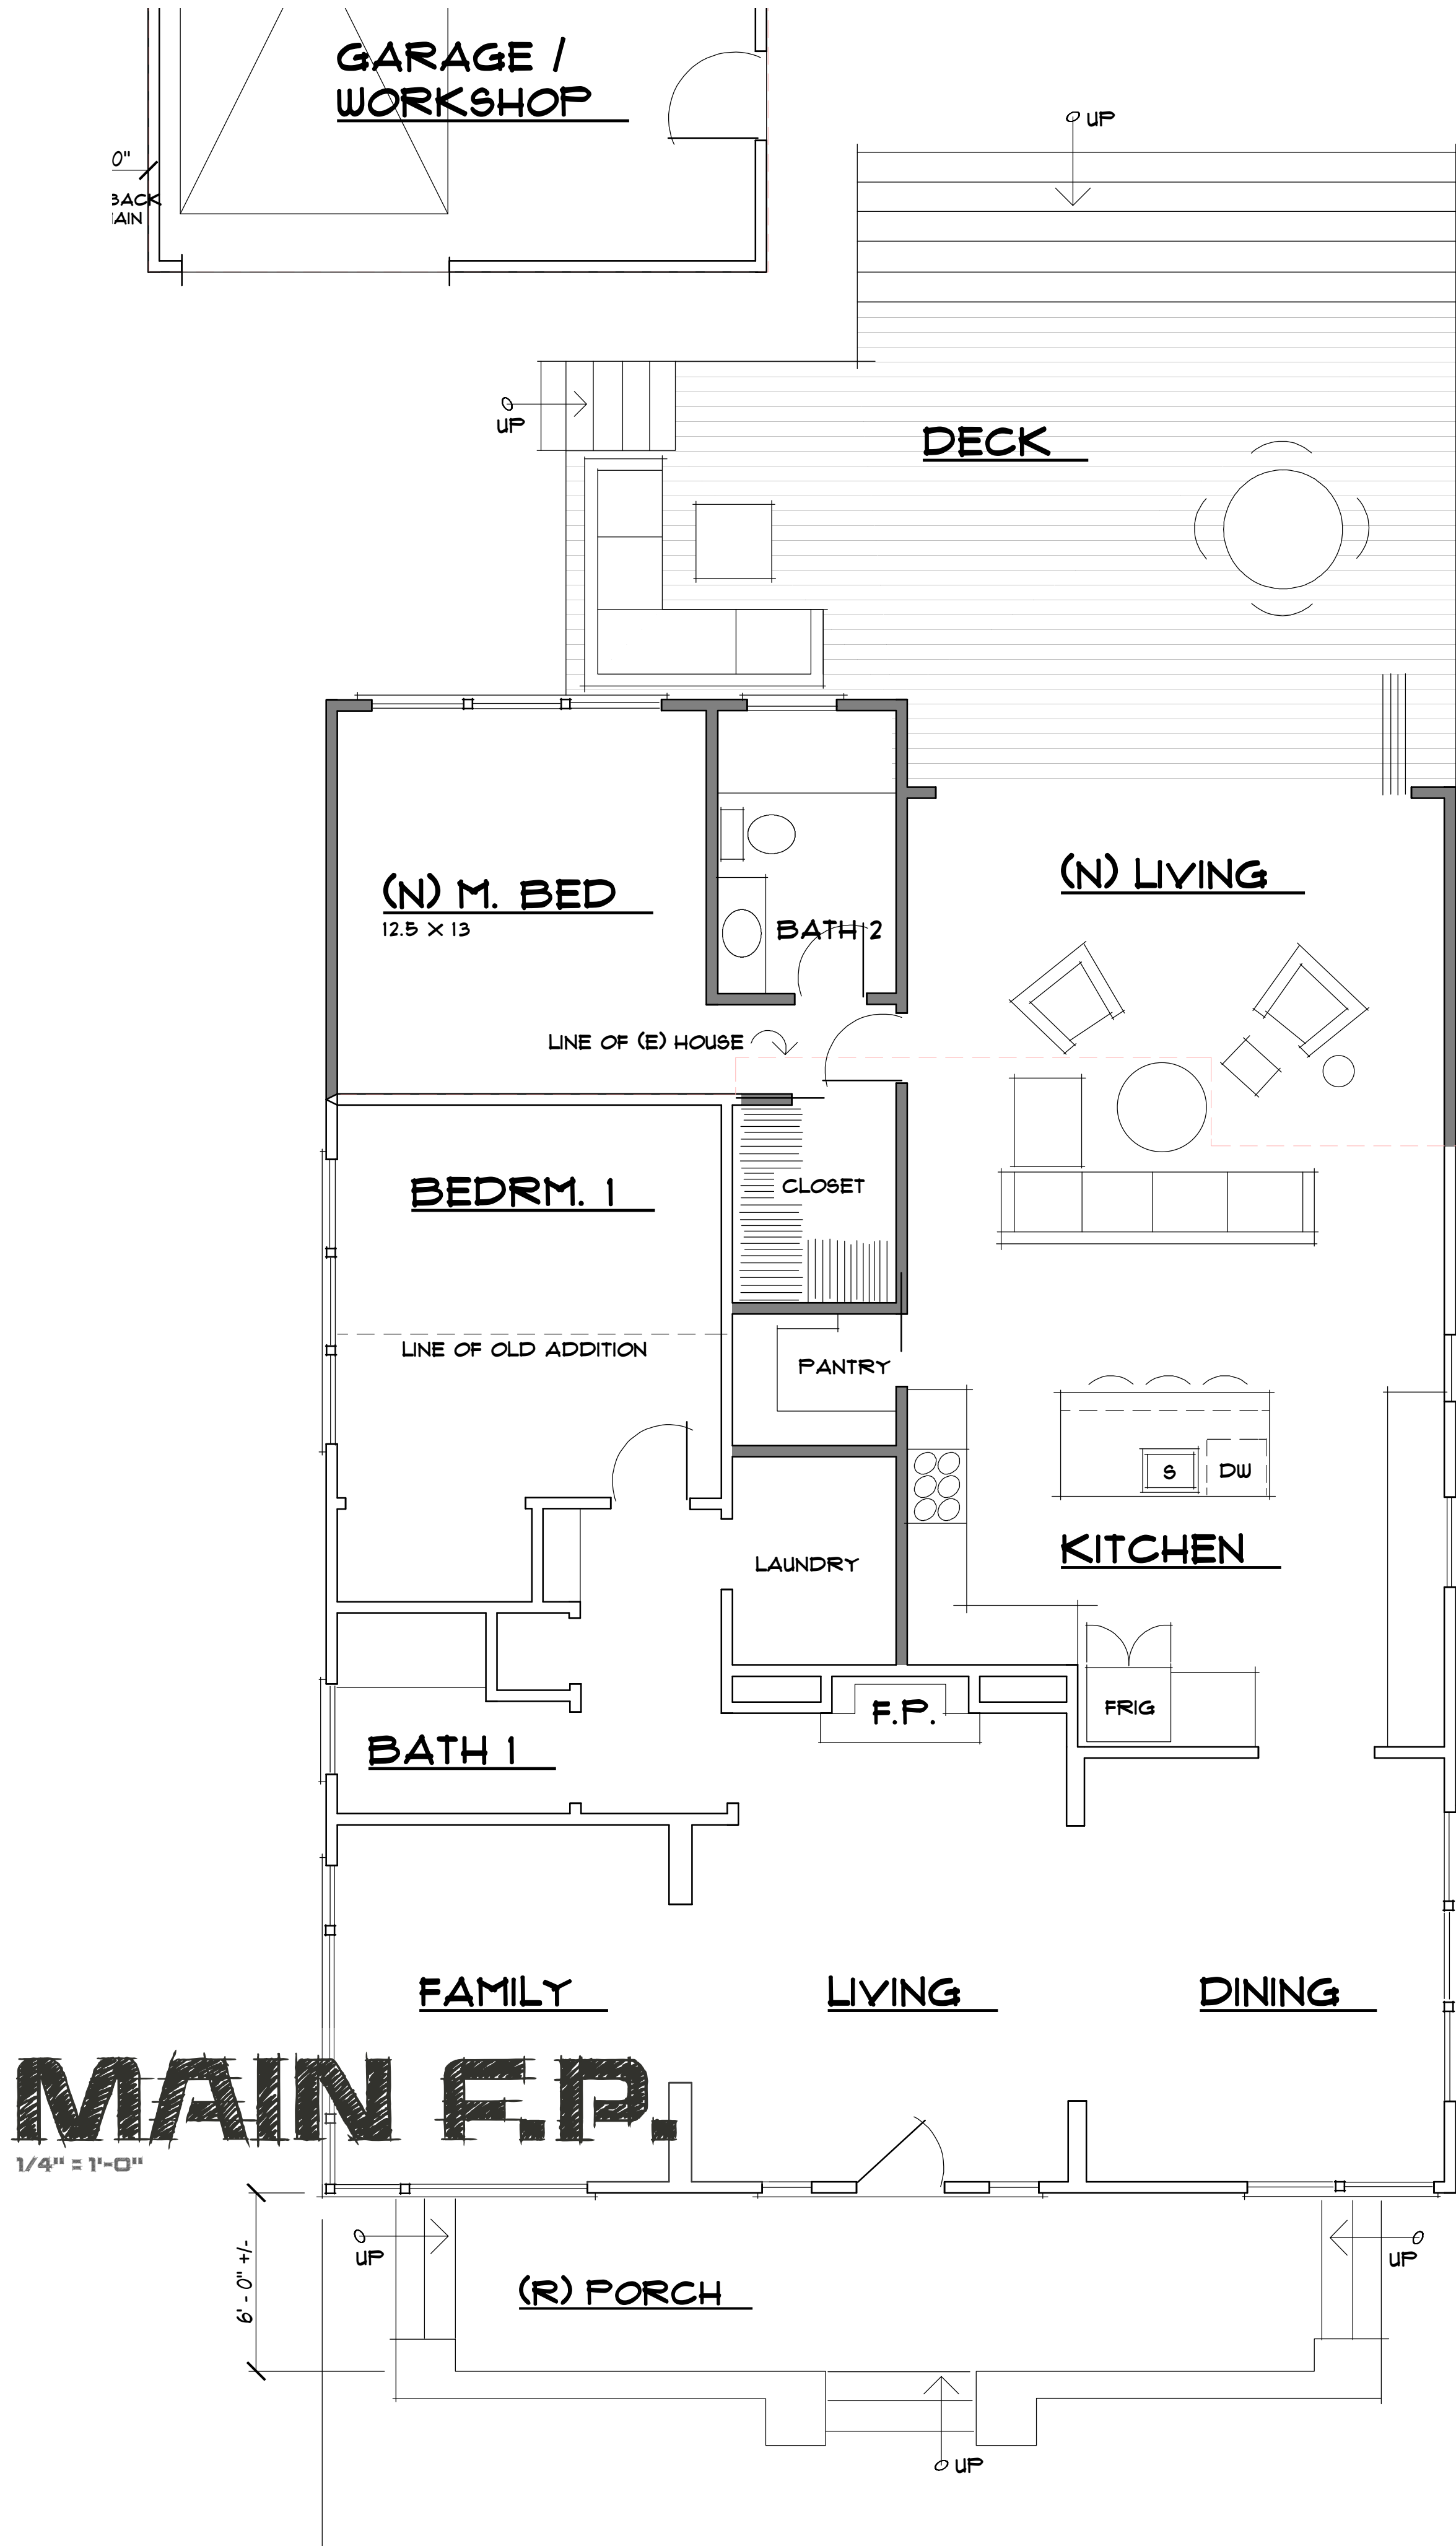 GARAGE /
WORKSHOP
UP
0"
BACK
AIN
UP
DECK
(N) LIVING
(N) M. BED
12.5 X 13
BATH 2
LINE OF (E) HOUSE
BEDRM. 1
CLOSET
LINE OF OLD ADDITION
PANTRY
S
DW
KITCHEN
LAUNDRY
F.P.
FRIG
BATH 1
FAMILY
LIVING
DINING
MAIN F.P.
1/4" = 1'-0"
UP
UP
6' - 0" +/-
(R) PORCH
UP